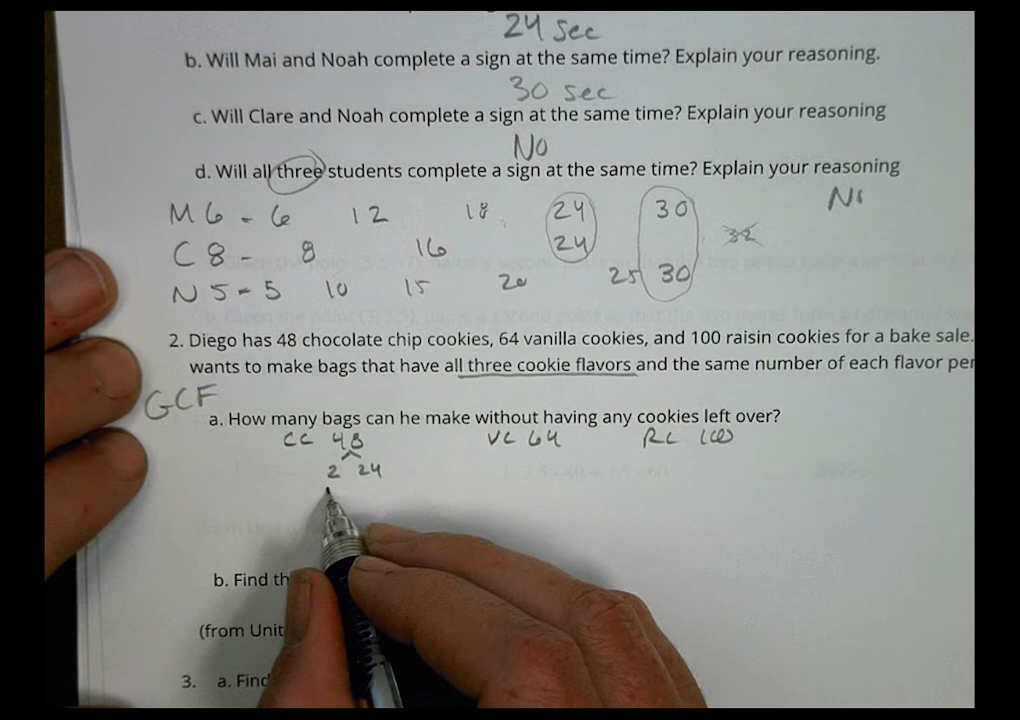 24 sec
b. Will Mai and Noah complete a sign at the same time? Explain your reasoning.
30 sec
c. Will Clare and Noah complete a sign at the same time? Explain your reasoning
No
d. Will all three students complete a sign at the same time? Explain your reasoning
No
M 6 - 6 12 18 24 30
C 8 - 8 16 24 32
N 5 - 5 10 15 20 25 30
2. Diego has 48 chocolate chip cookies, 64 vanilla cookies, and 100 raisin cookies for a bake sale.
wants to make bags that have all three cookie flavors and the same number of each flavor per
GCF
a. How many bags can he make without having any cookies left over?
CC 48 VC 64 RC 100
2 24
b. Find th
(from Unit
3. a. Find